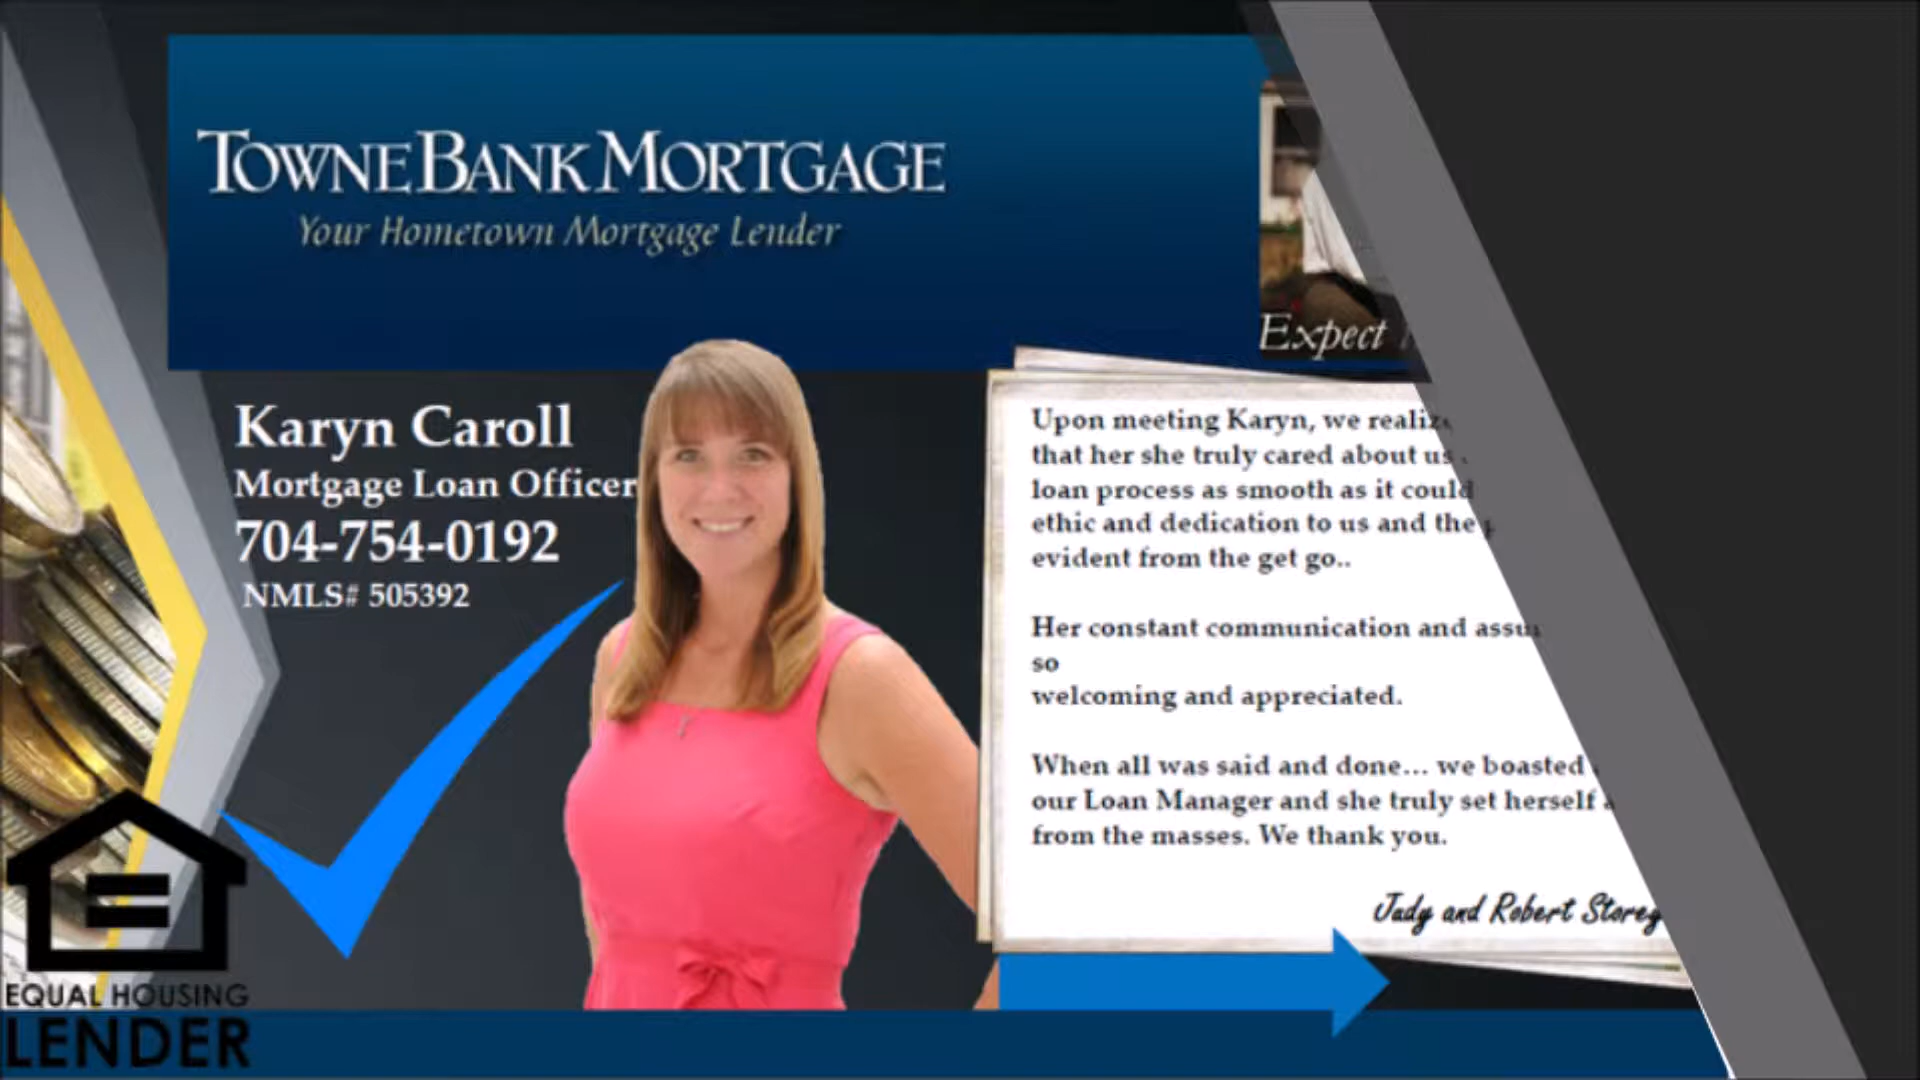 TOWNEBANK MORTGAGE
Your Hometown Mortgage Lender
Expect
Karyn Caroll
Mortgage Loan Officer
704-754-0192
NMLS# 505392
Upon meeting Karyn, we
that her she truly cared about us
loan process as smooth as it could
ethic and dedication to us and the
evident from the get go..
Her constant communication and
so
welcoming and appreciated.
When all was said and done... we boasted
our Loan Manager and she truly set herself
from the masses. We thank you.
Judy and Robert Storey
EQUAL HOUSING
LENDER